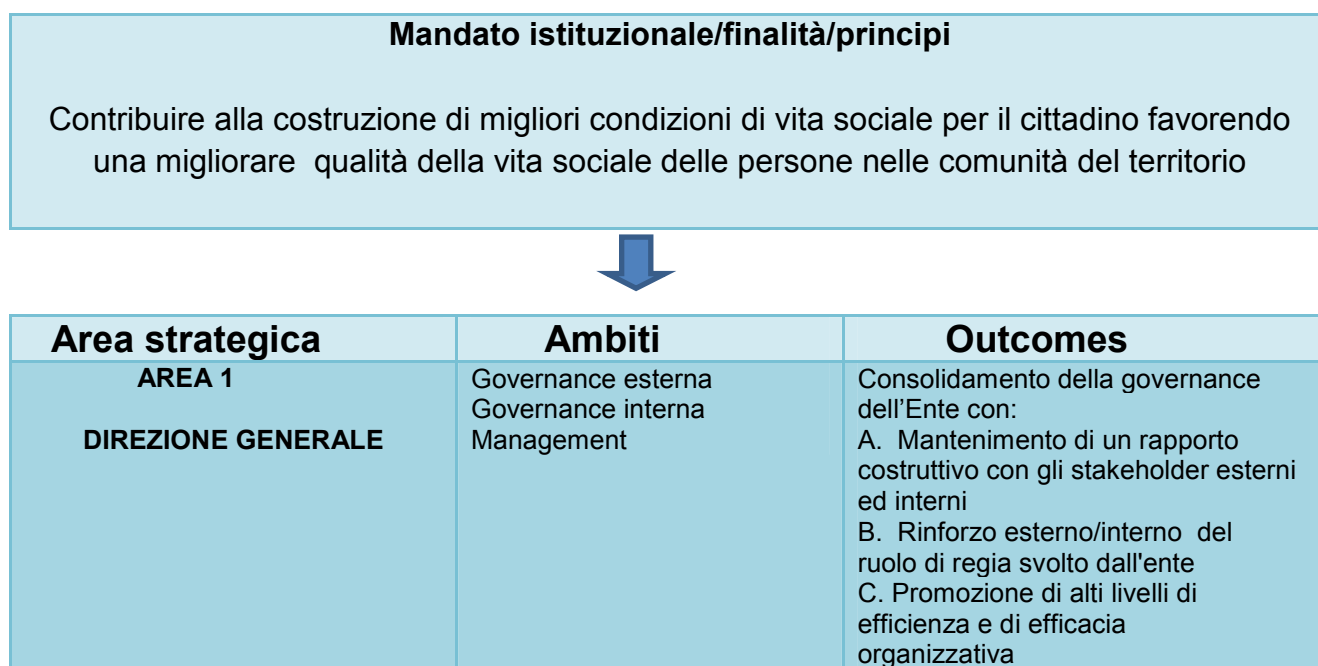 Mandato istituzionale/finalità/principi
Contribuire alla costruzione di migliori condizioni di vita sociale per il cittadino favorendo
una migliorare qualità della vita sociale delle persone nelle comunità del territorio
Area strategica
Ambiti
Outcomes
AREA 1
DIREZIONE GENERALE
Governance esterna
Governance interna
Management
Consolidamento della governance
dell’Ente con:
A. Mantenimento di un rapporto
costruttivo con gli stakeholder esterni
ed interni
B. Rinforzo esterno/interno del
ruolo di regia svolto dall'ente
C. Promozione di alti livelli di
efficienza e di efficacia
organizzativa